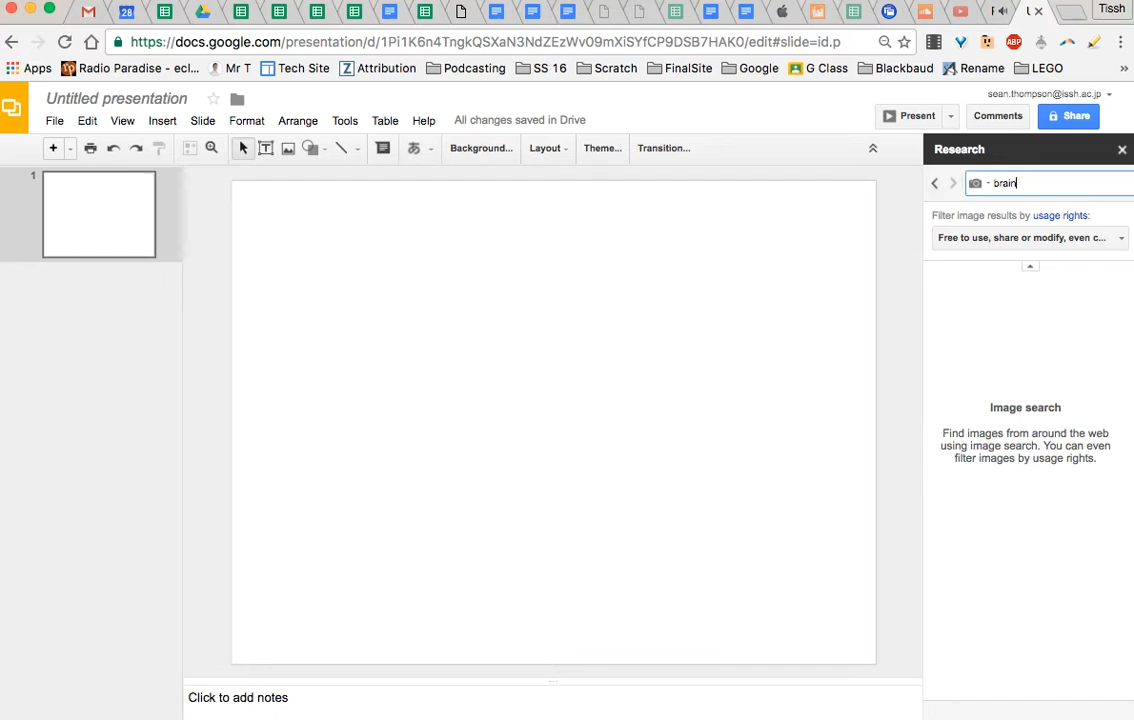 28
Tissh
https://docs.google.com/presentation/d/1Pi1K6n4TngkQSXaN3NdZEzWv09mXiSYfCP9DSB7HAK0/edit#slide=id.p
ABP
Apps
Radio Paradise - ecl...
Mr T
Tech Site
Attribution
Podcasting
SS 16
Scratch
FinalSite
Google
G Class
Blackbaud
Rename
LEGO
»
Untitled presentation
sean.thompson@issh.ac.jp
File Edit View Insert Slide Format Arrange Tools Table Help
All changes saved in Drive
Present
Comments
Share
あ
Background...
Layout
Theme...
Transition...
Research
brain
Filter image results by usage rights:
Free to use, share or modify, even c...
1
Image search
Find images from around the web
using image search. You can even
filter images by usage rights.
Click to add notes